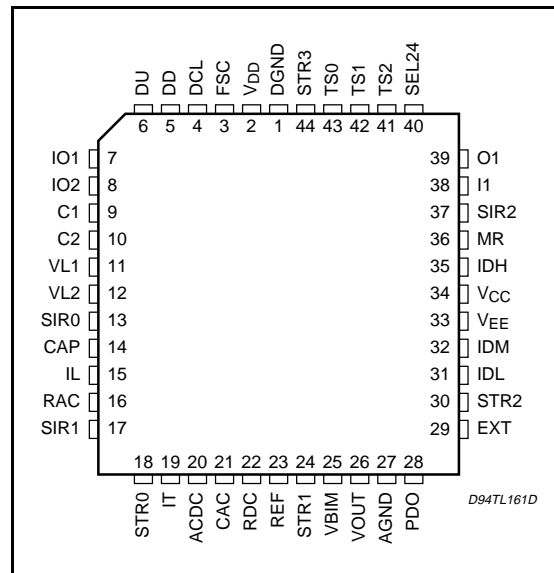 DU DD DCL FSC VDD DGND STR3 TS0 TS1 TS2 SEL24
6 5 4 3 2 1 44 43 42 41 40
IO1 7 39 O1
IO2 8 38 I1
C1 9 37 SIR2
C2 10 36 MR
VL1 11 35 IDH
VL2 12 34 VCC
SIR0 13 33 VEE
CAP 14 32 IDM
IL 15 31 IDL
RAC 16 30 STR2
SIR1 17 29 EXT
18 19 20 21 22 23 24 25 26 27 28
STR0 IT ACDC CAC RDC REF STR1 VBIM VOUT AGND PDO
D94TL161D